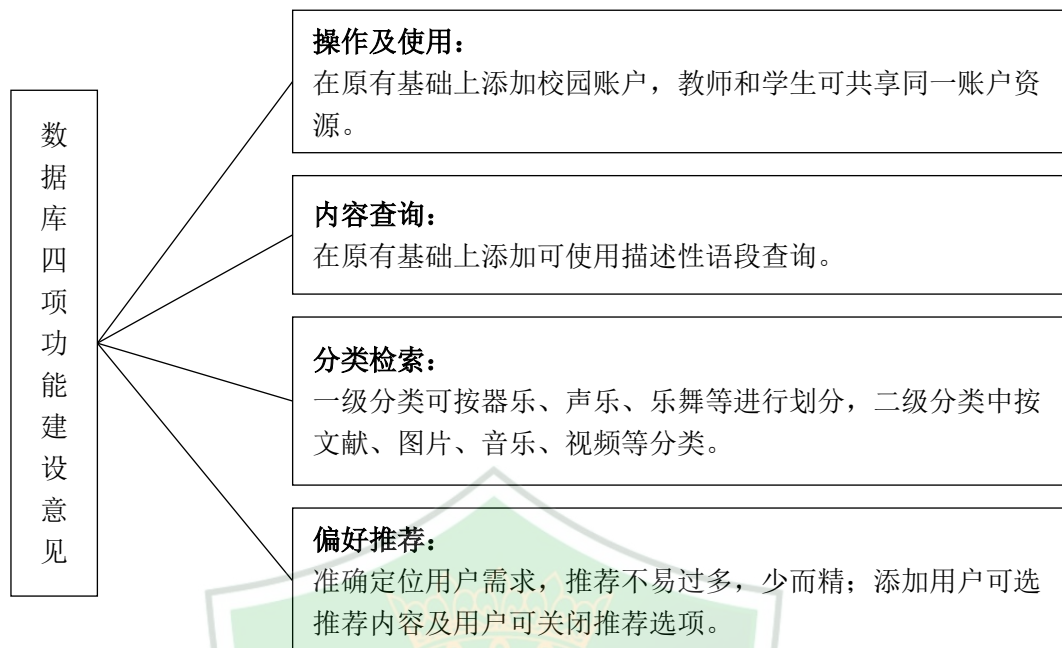 数据库四项功能建设意见
操作及使用：
在原有基础上添加校园账户，教师和学生可共享同一账户资
源。
内容查询：
在原有基础上添加可使用描述性语段查询。
分类检索：
一级分类可按器乐、声乐、乐舞等进行划分，二级分类中按
文献、图片、音乐、视频等分类。
偏好推荐：
准确定位用户需求，推荐不易过多，少而精；添加用户可选
推荐内容及用户可关闭推荐选项。